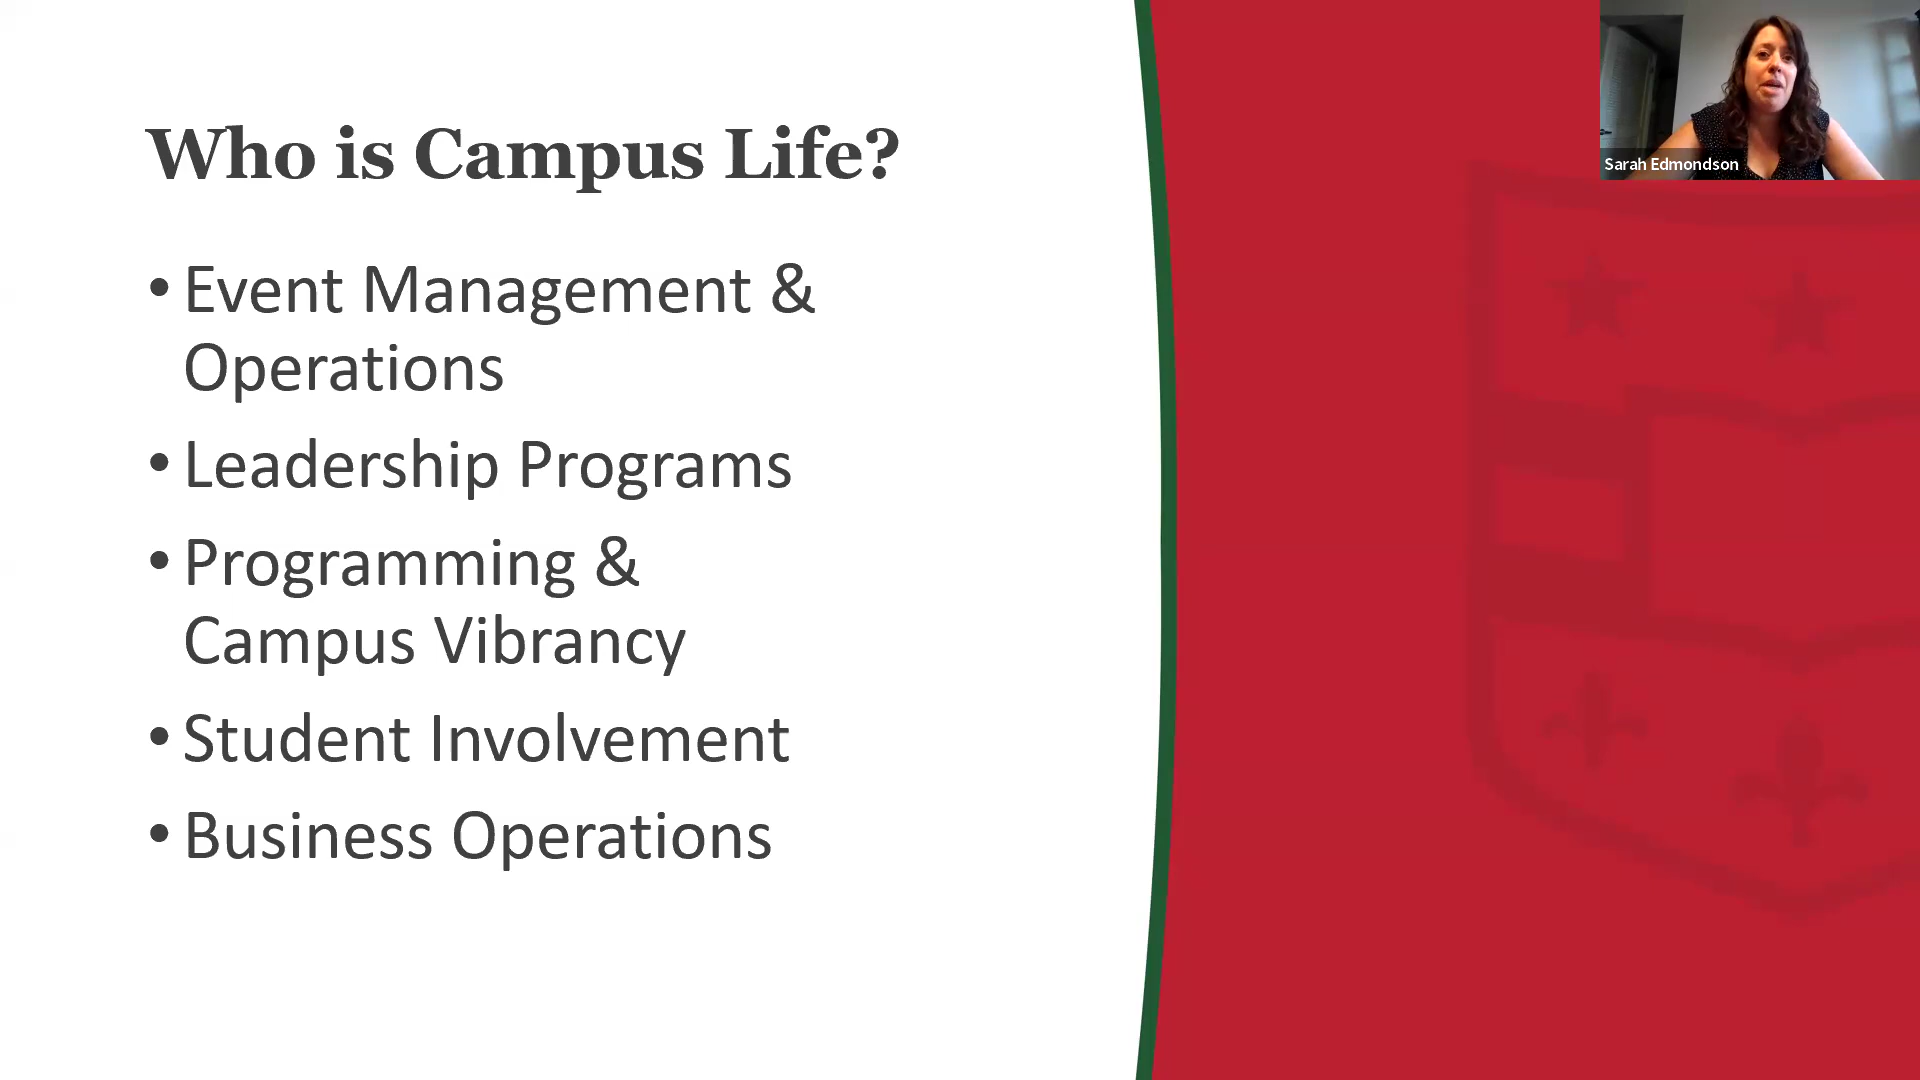 Who is Campus Life?
• Event Management &
Operations
• Leadership Programs
• Programming &
Campus Vibrancy
• Student Involvement
• Business Operations
Sarah Edmondson